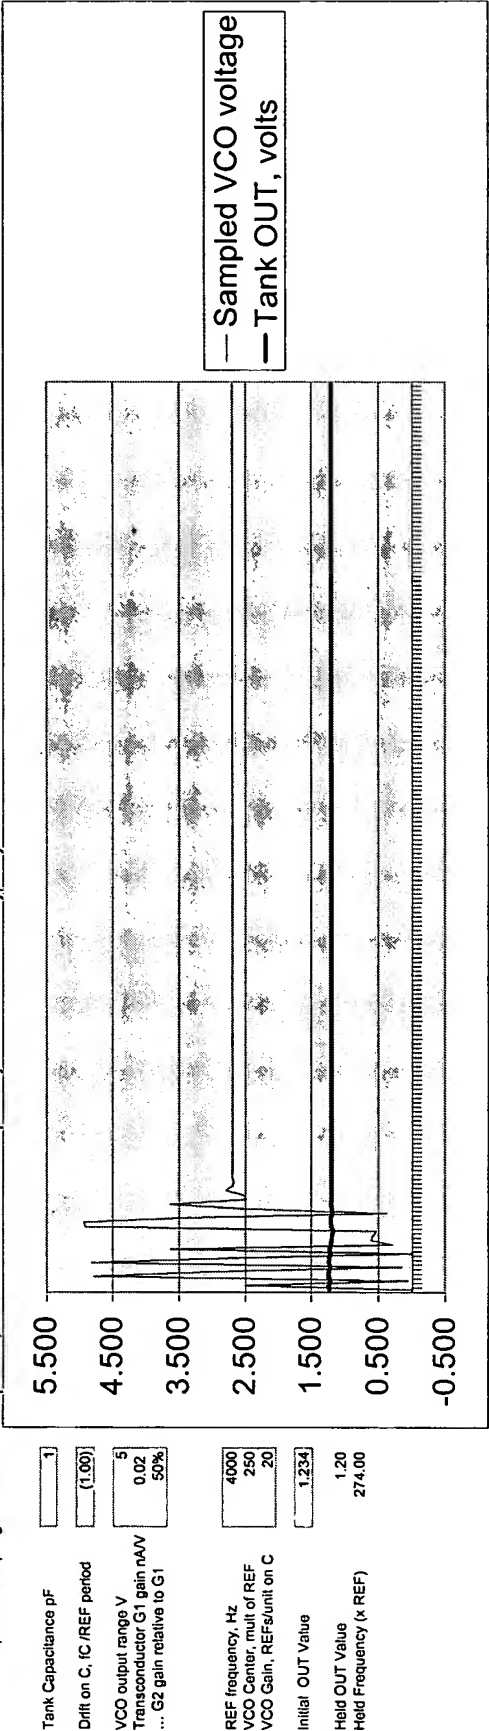 Tank Capacitance pF 1
Drift on C, fC /REF period (1.00)
VCO output range V 5
Transconductor G1 gain nA/V 0.02
... G2 gain relative to G1 50%
REF frequency, Hz 4000
VCO Center, mult of REF 250
VCO Gain, REFs/unit on C 20
Initial OUT Value 1.234
Held OUT Value 1.20
Held Frequency (x REF) 274.00
5.500
4.500
3.500
2.500
1.500
0.500
-0.500
Sampled VCO voltage
Tank OUT, volts